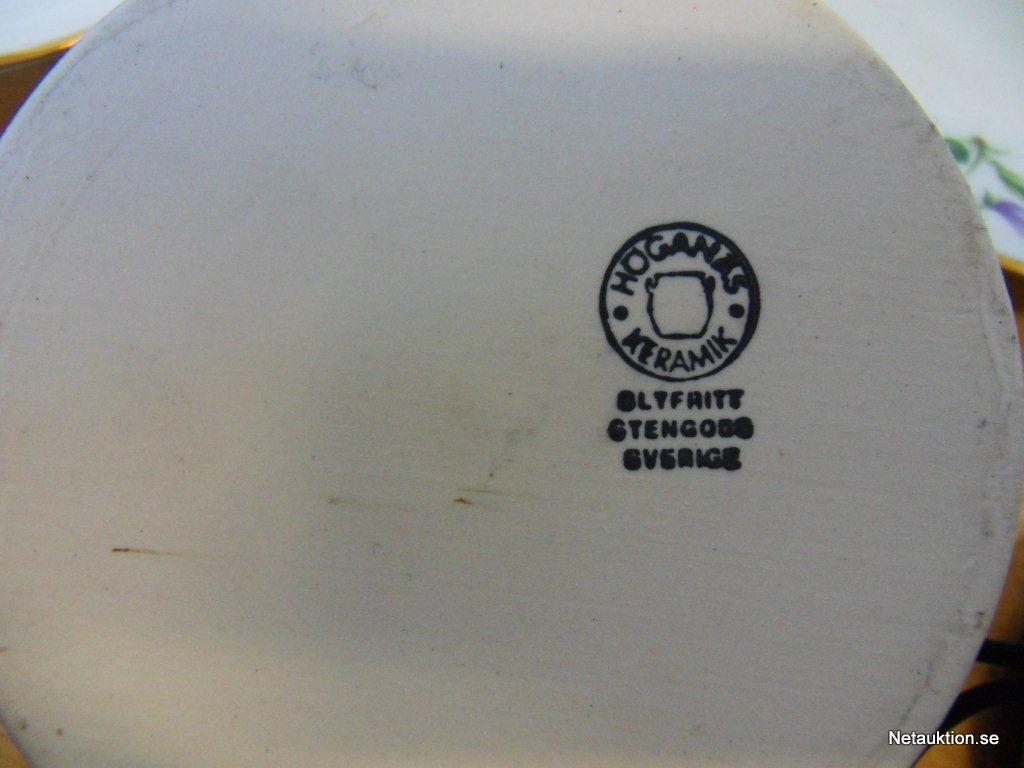 HÖGANÄS
KERAMIK
BLYFRITT
STENGODS
SVERIGE
Netauktion.se